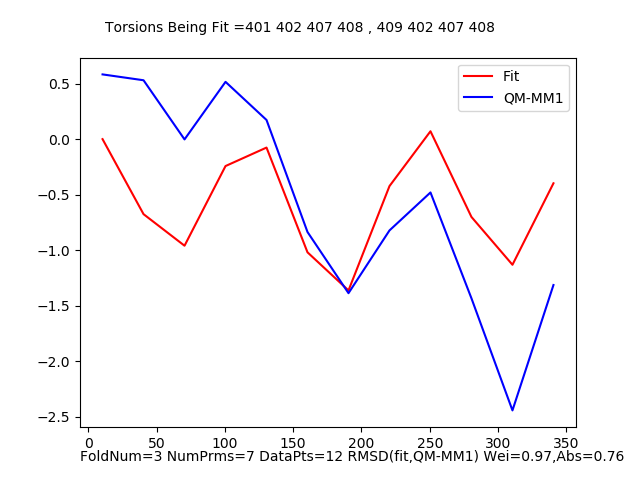 Torsions Being Fit =401 402 407 408 , 409 402 407 408
Fit
QM-MM1
0.5
0.0
−0.5
−1.0
−1.5
−2.0
−2.5
0 50 100 150 200 250 300 350
FoldNum=3 NumPrms=7 DataPts=12 RMSD(fit,QM-MM1) Wei=0.97,Abs=0.76